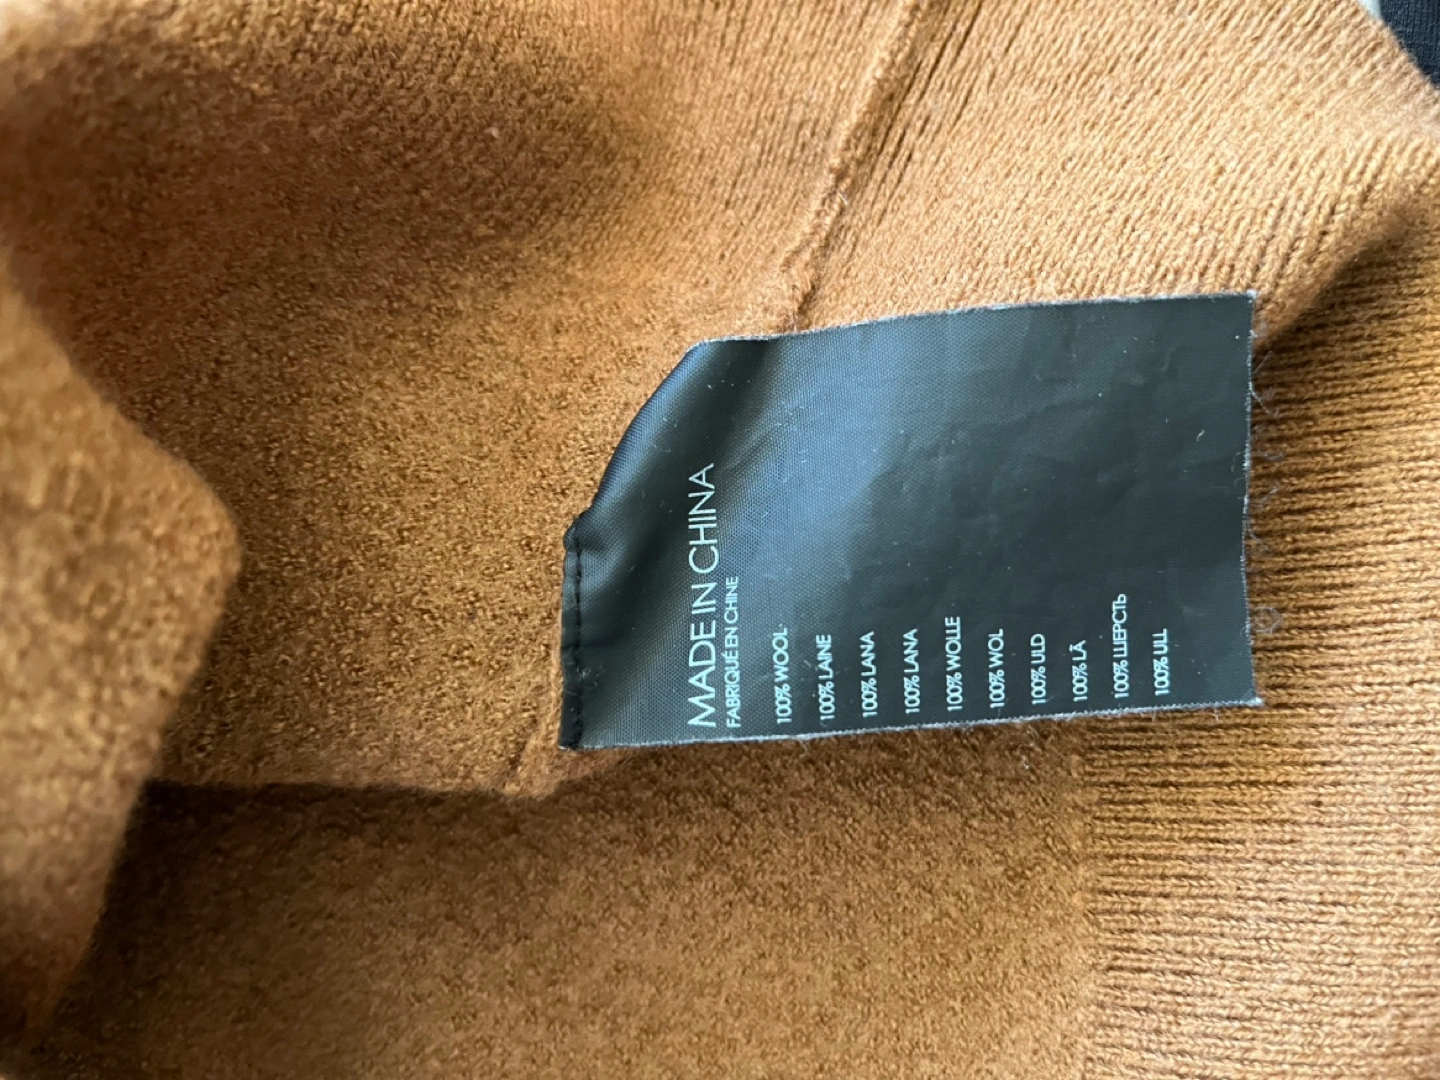 MADE IN CHINA
FABRIQUÉ EN CHINE
100% WOOL
100% LAINE
100% LANA
100% LANA
100% WOLLE
100% WOL
100% ULD
100% LÃ
100% ШЕРСТЬ
100% ULL